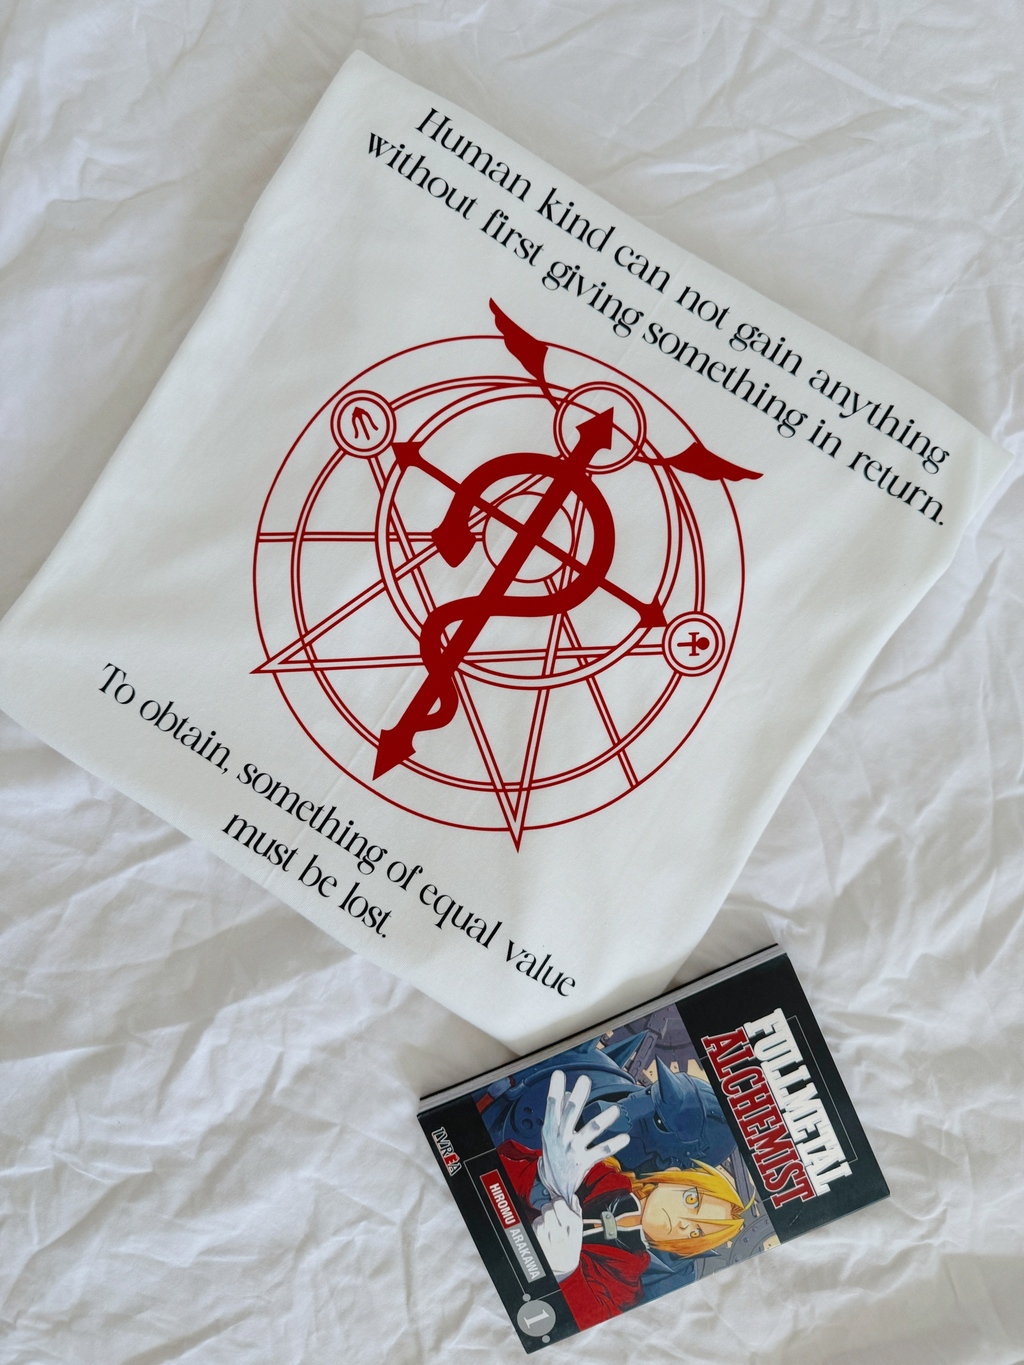 Human kind can not gain anything
without first giving something in return.
To obtain, something of equal value
must be lost.
FULLMETAL
ALCHEMIST
HIROMU ARAKAWA
IVREA
1